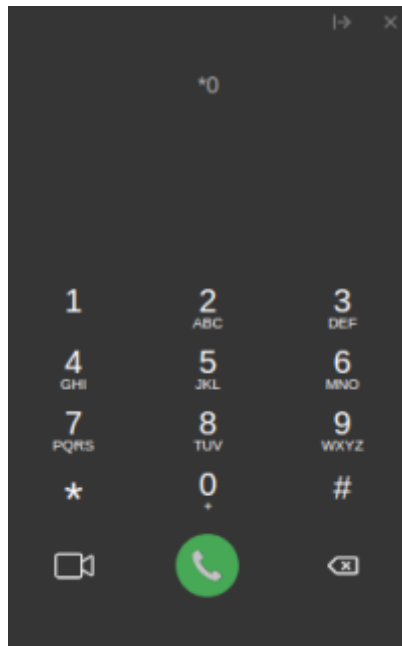 *0
1 2 3
ABC DEF
4 5 6
GHI JKL MNO
7 8 9
PQRS TUV WXYZ
* 0 #
+